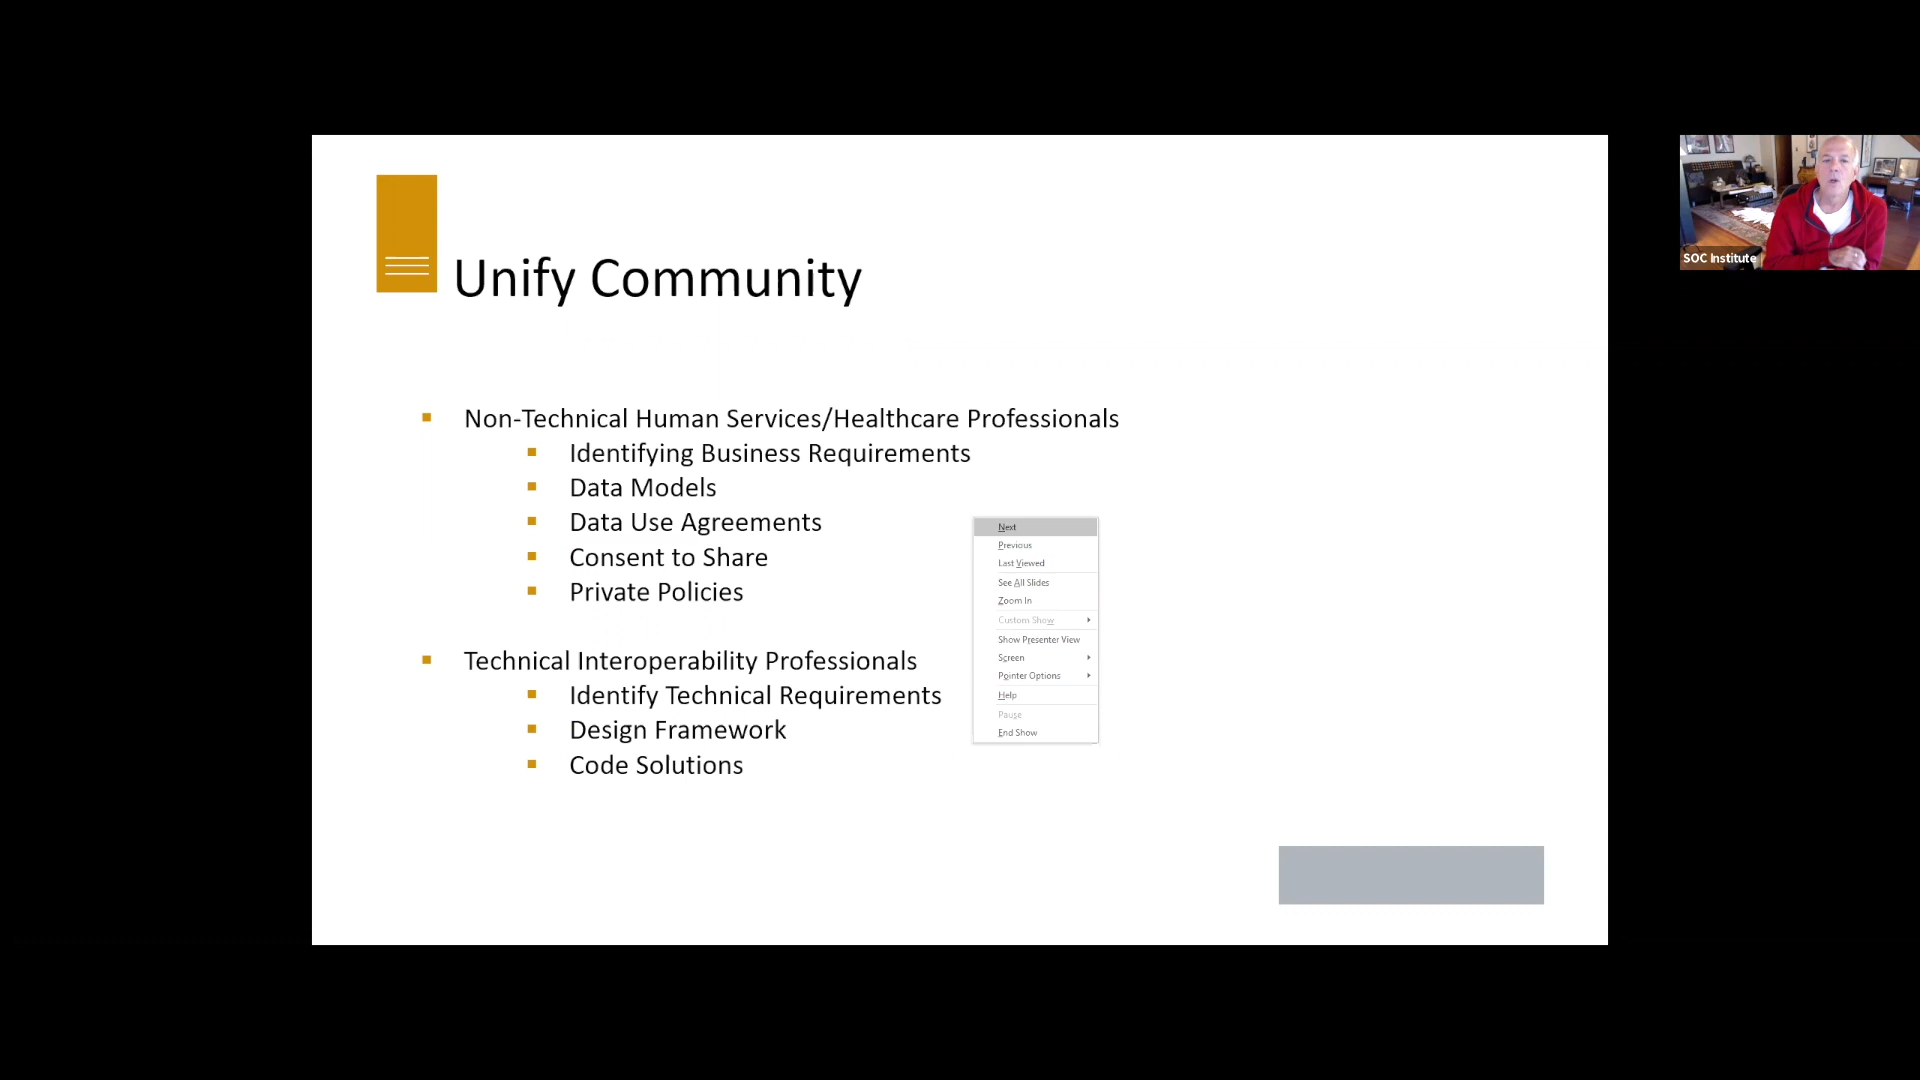 Unify Community
Non-Technical Human Services/Healthcare Professionals
Identifying Business Requirements
Data Models
Data Use Agreements
Consent to Share
Private Policies
Technical Interoperability Professionals
Identify Technical Requirements
Design Framework
Code Solutions
Next
Previous
Last Viewed
See All Slides
Zoom In
Custom Show
Show Presenter View
Screen
Pointer Options
Help
Pause
End Show
SOC Institute